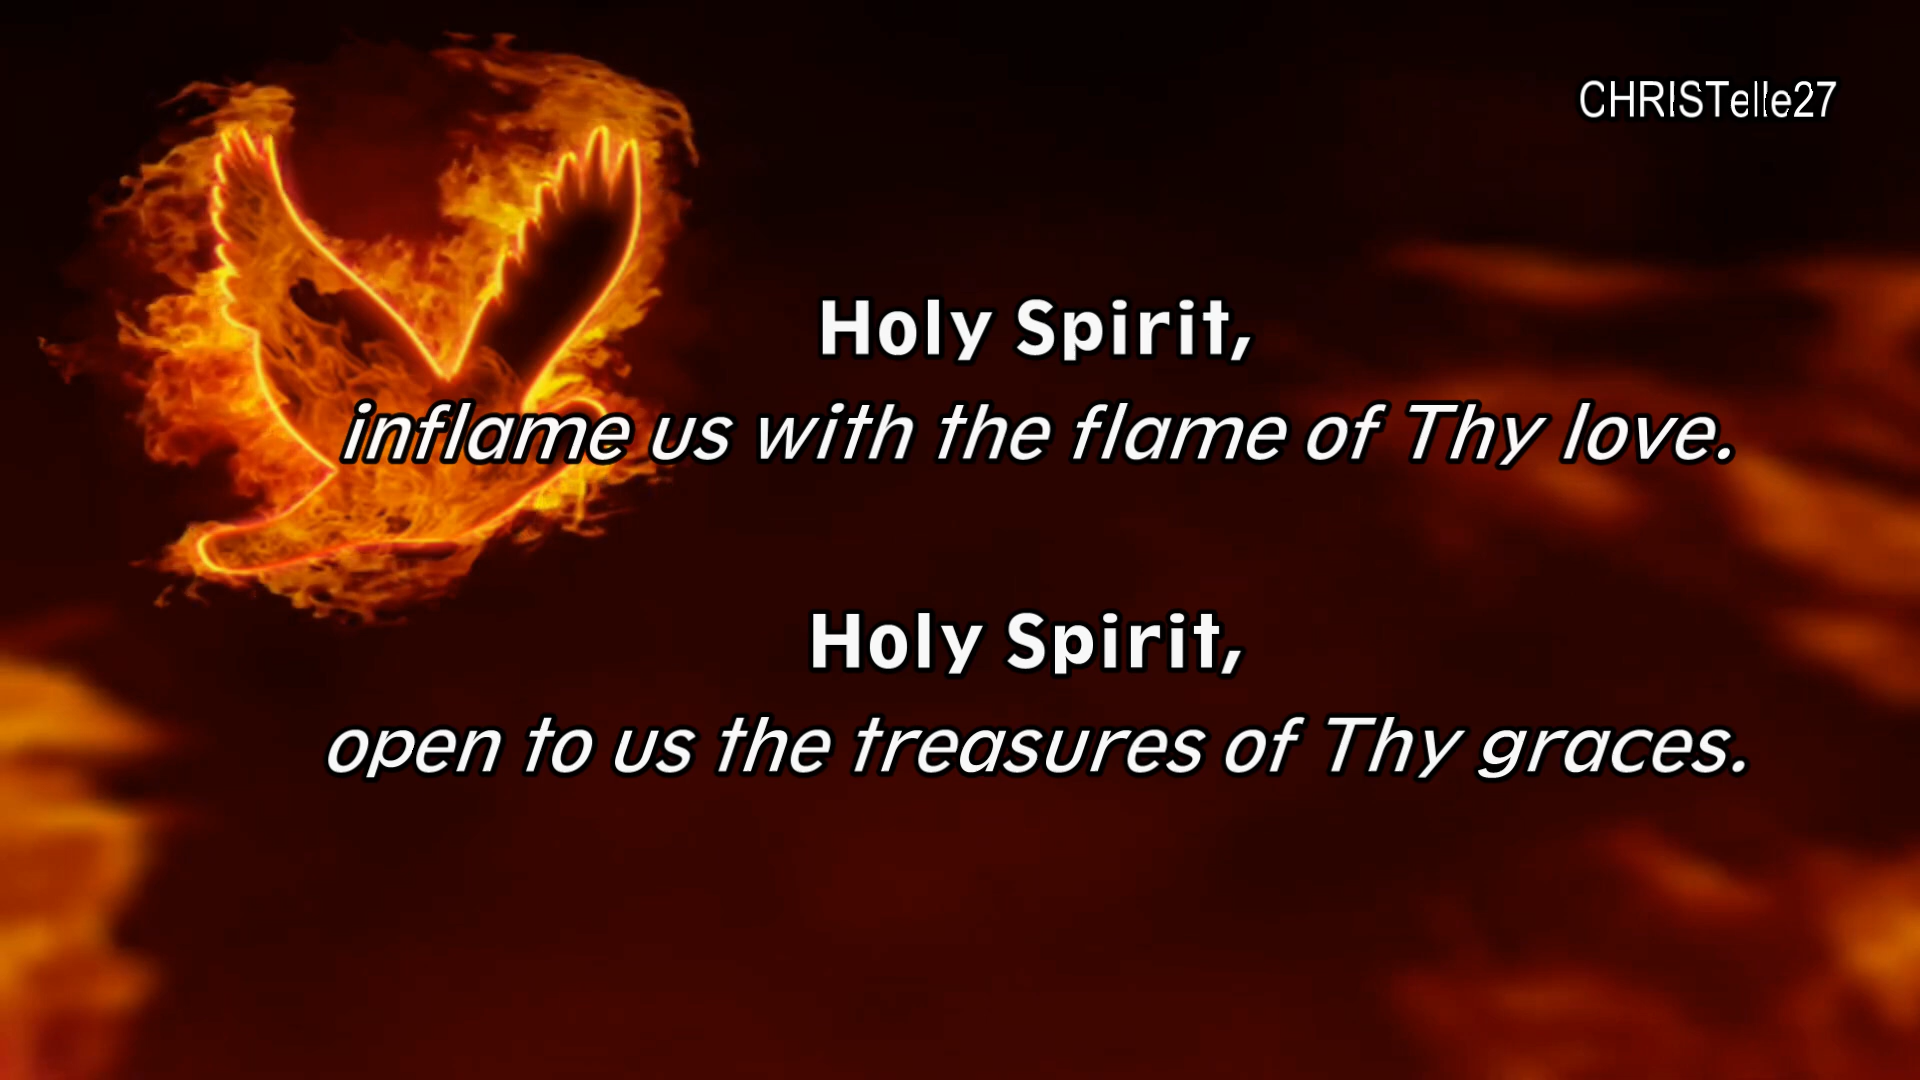 CHRISTelle27
Holy Spirit,
inflame us with the flame of Thy love.
Holy Spirit,
open to us the treasures of Thy graces.